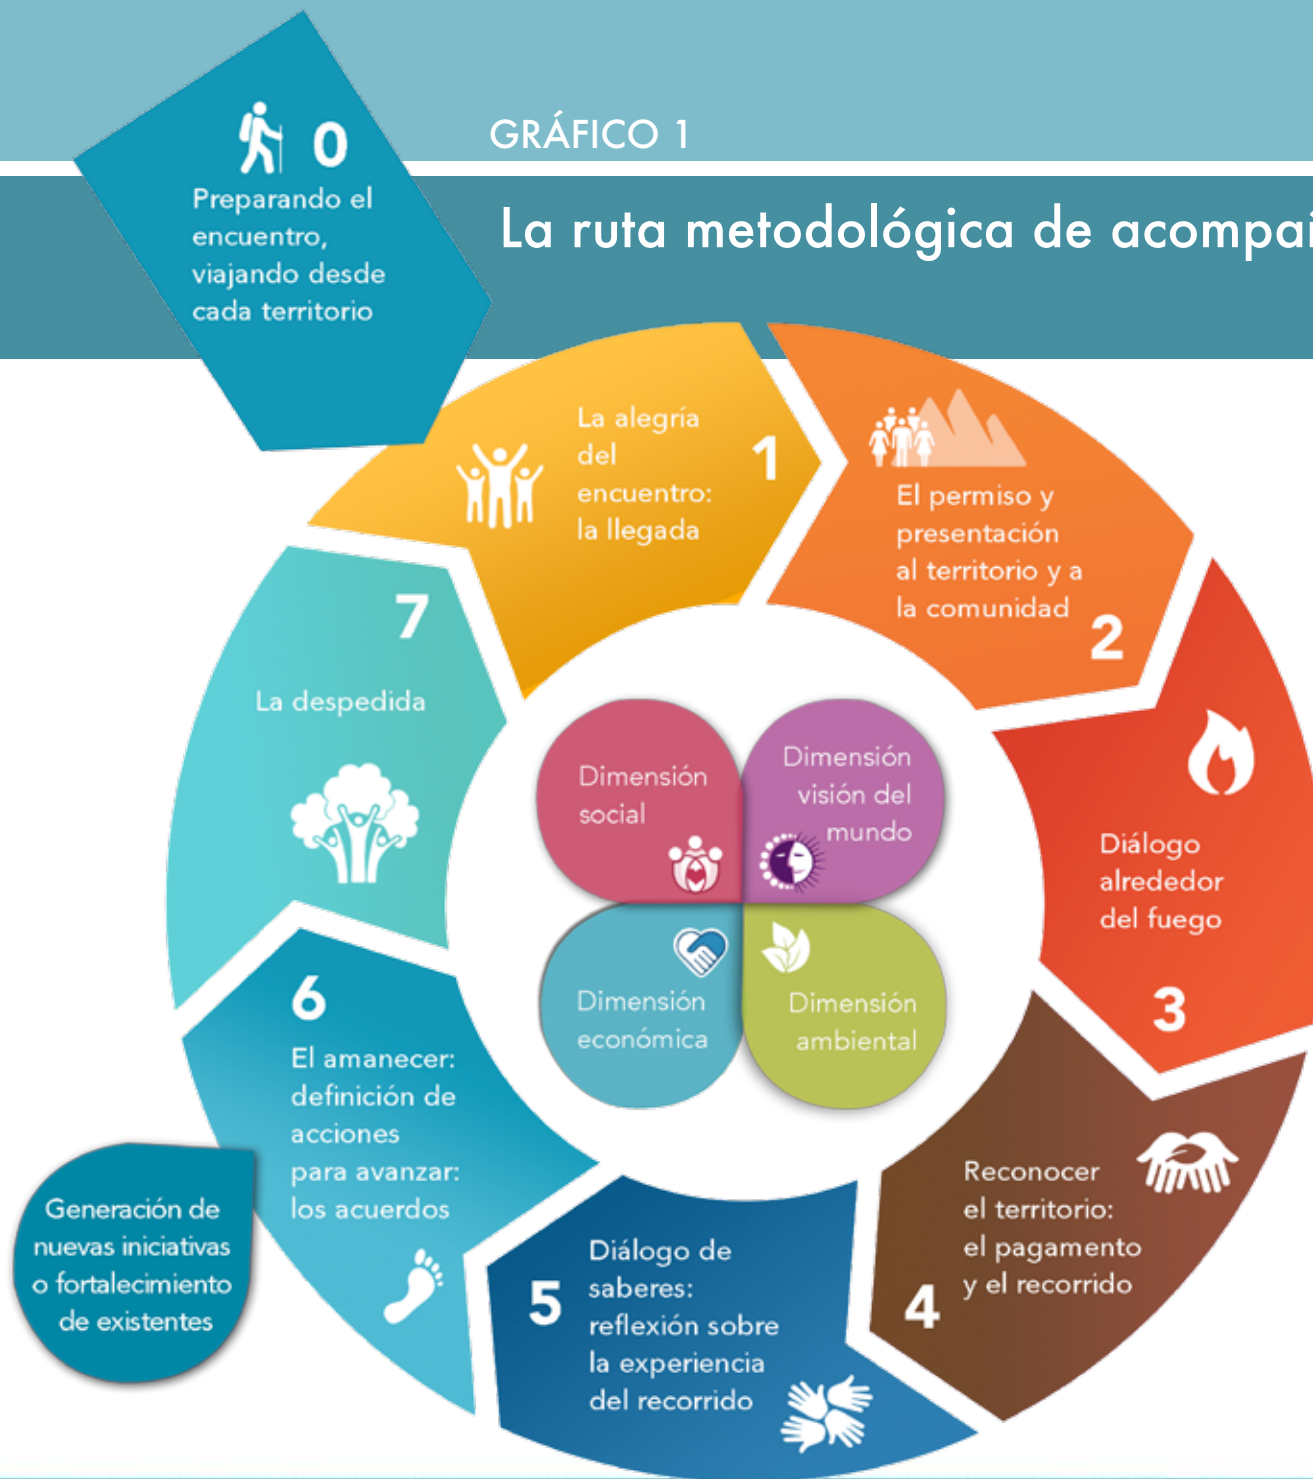 GRÁFICO 1
La ruta metodológica de
0
Preparando el
encuentro,
viajando desde
cada territorio
La alegría
del
encuentro:
la llegada
1
El permiso y
presentación
al territorio y a
la comunidad
2
Diálogo
alrededor
del fuego
3
Reconocer
el territorio:
el pagamento
y el recorrido
4
Diálogo de
saberes:
reflexión sobre
la experiencia
del recorrido
5
6
El amanecer:
definición de
acciones
para avanzar:
los acuerdos
Generación de
nuevas iniciativas
o fortalecimiento
de existentes
7
La despedida
Dimensión
social
Dimensión
visión del
mundo
Dimensión
económica
Dimensión
ambiental